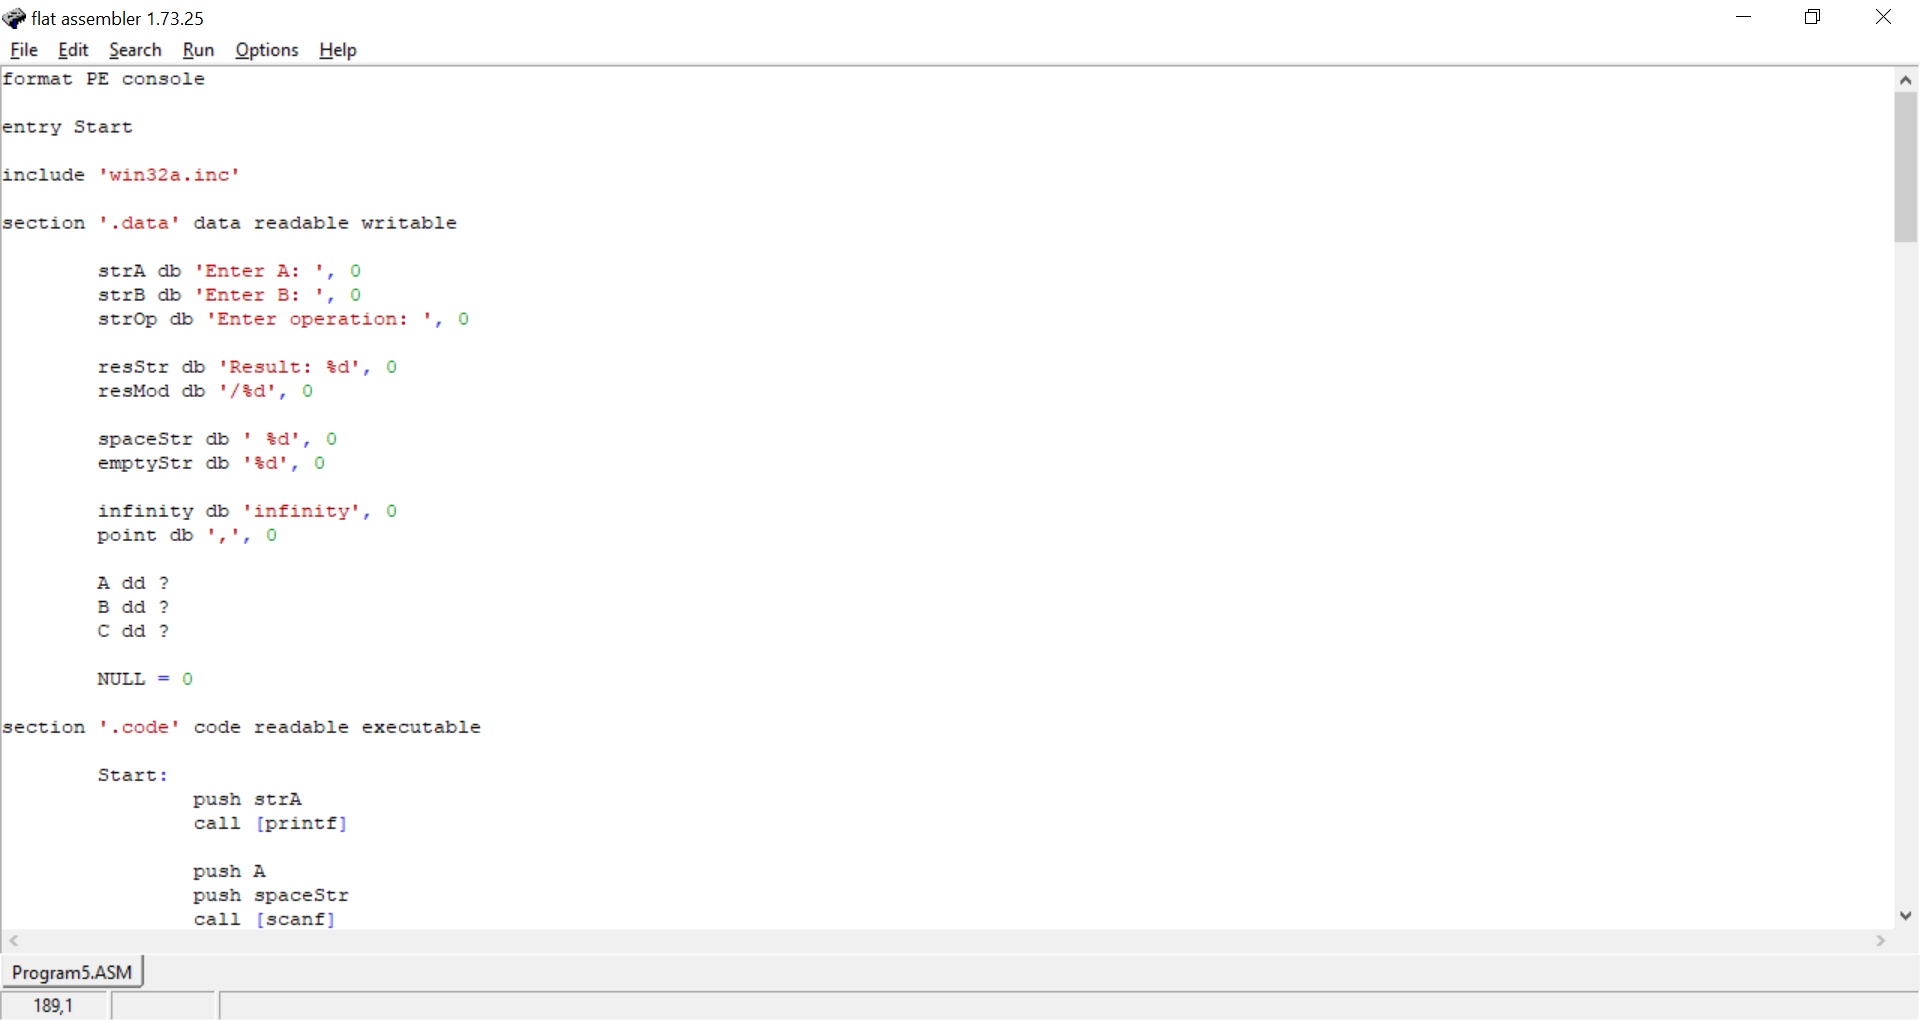 flat assembler 1.73.25
File Edit Search Run Options Help
format PE console
entry Start
include 'win32a.inc'
section '.data' data readable writable
strA db 'Enter A: ', 0
strB db 'Enter B: ', 0
strOp db 'Enter operation: ', 0
resStr db 'Result: %d', 0
resMod db '/%d', 0
spaceStr db ' %d', 0
emptyStr db '%d', 0
infinity db 'infinity', 0
point db ',', 0
A dd ?
B dd ?
C dd ?
NULL = 0
section '.code' code readable executable
Start:
push strA
call [printf]
push A
push spaceStr
call [scanf]
Program5.ASM
189,1